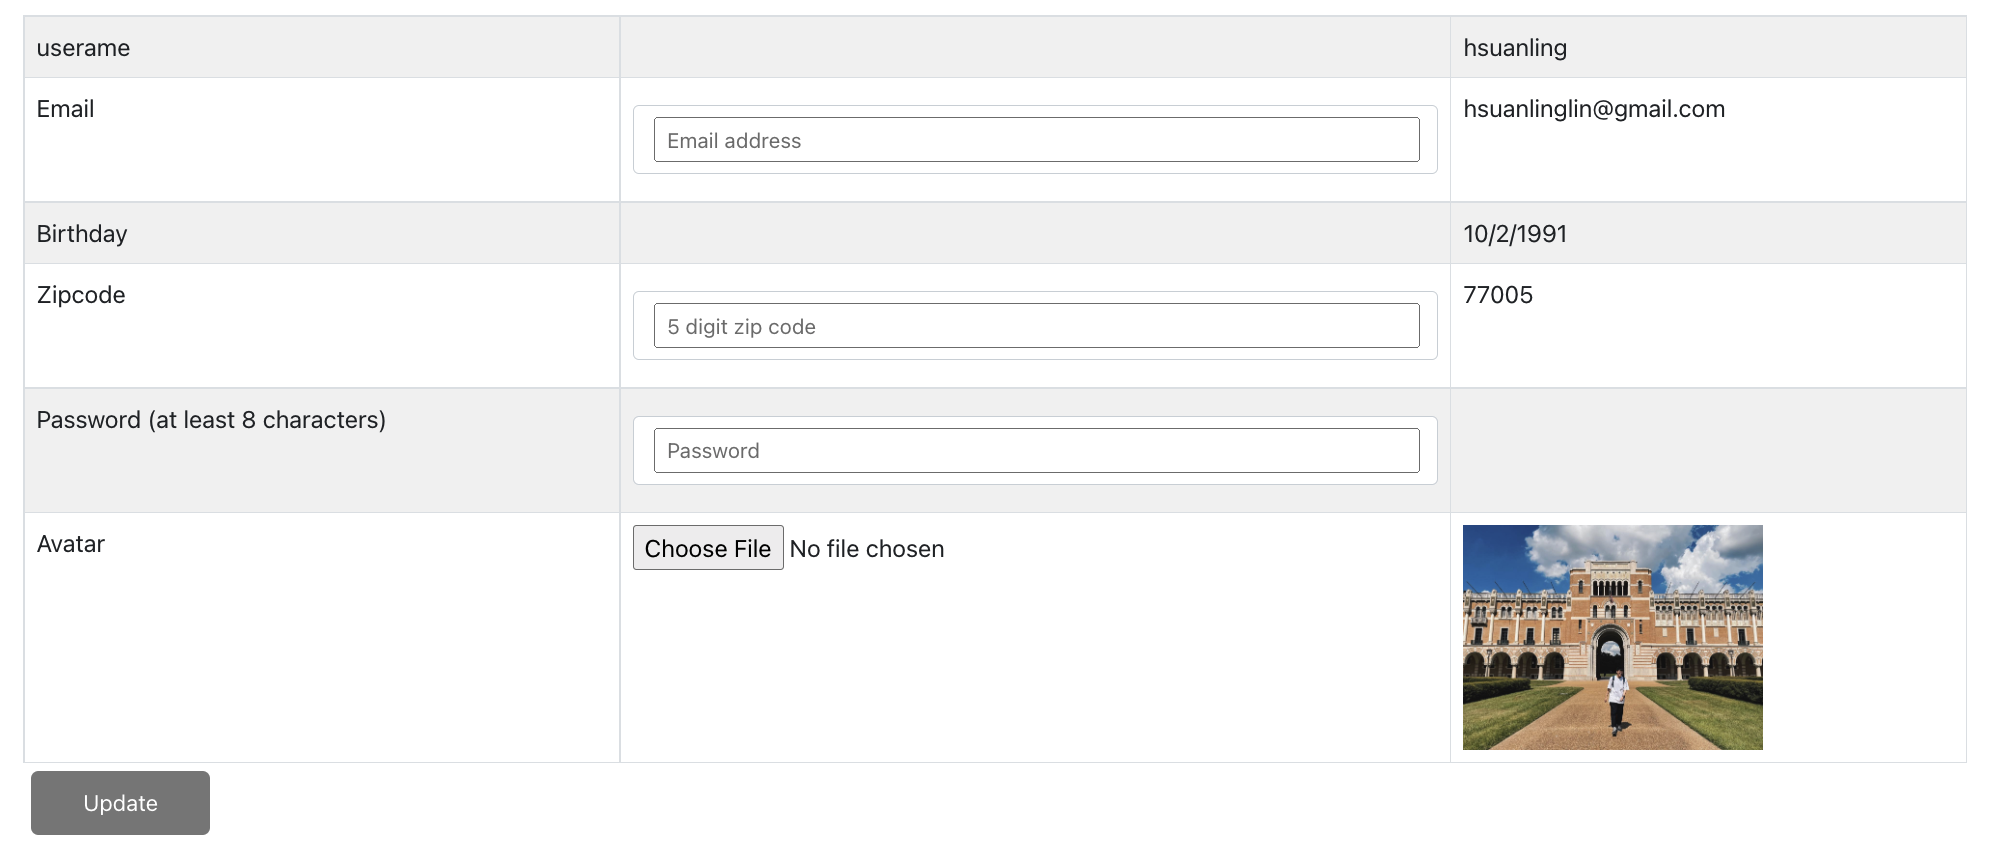 userame
hsuanling
Email
Email address
hsuanlinglin@gmail.com
Birthday
10/2/1991
Zipcode
5 digit zip code
77005
Password (at least 8 characters)
Password
Avatar
Choose File No file chosen
Update